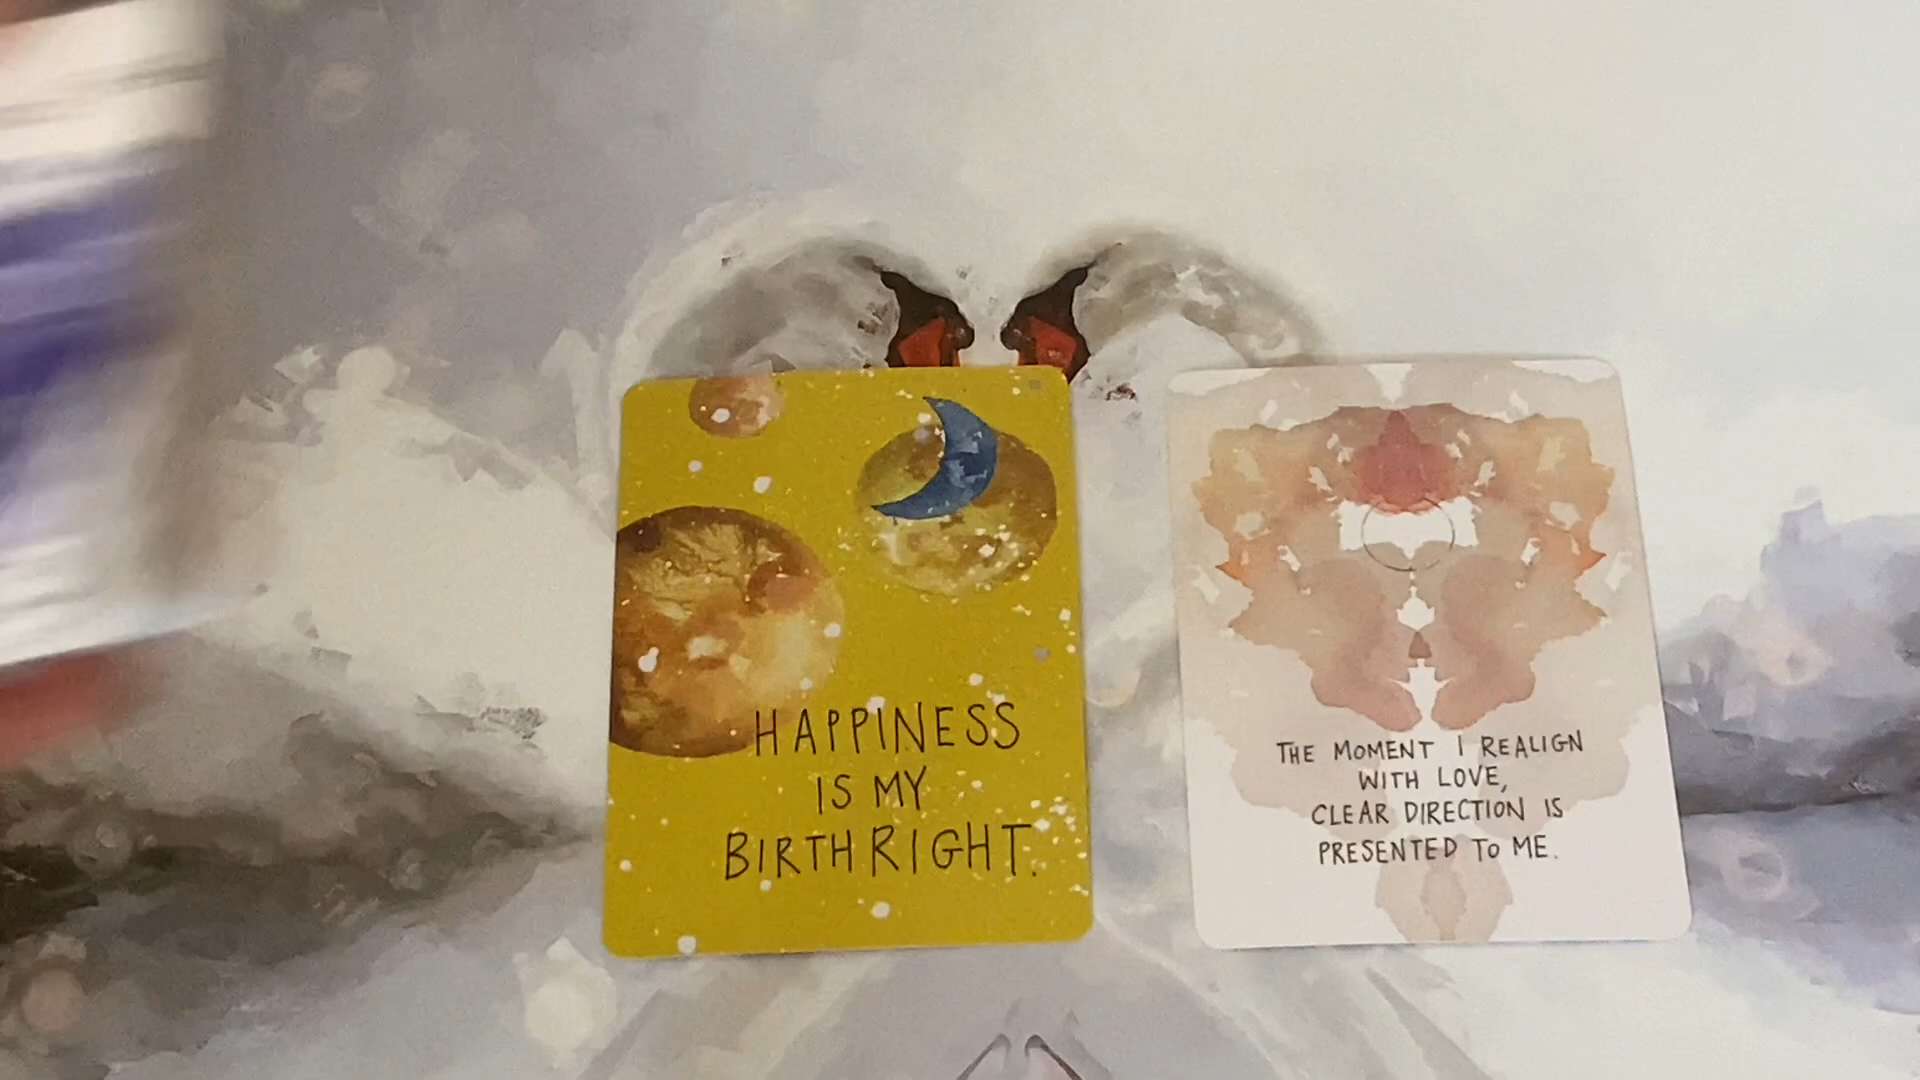 HAPPINESS
IS MY
BIRTHRIGHT.
THE MOMENT I REALIGN
WITH LOVE,
CLEAR DIRECTION IS
PRESENTED TO ME.